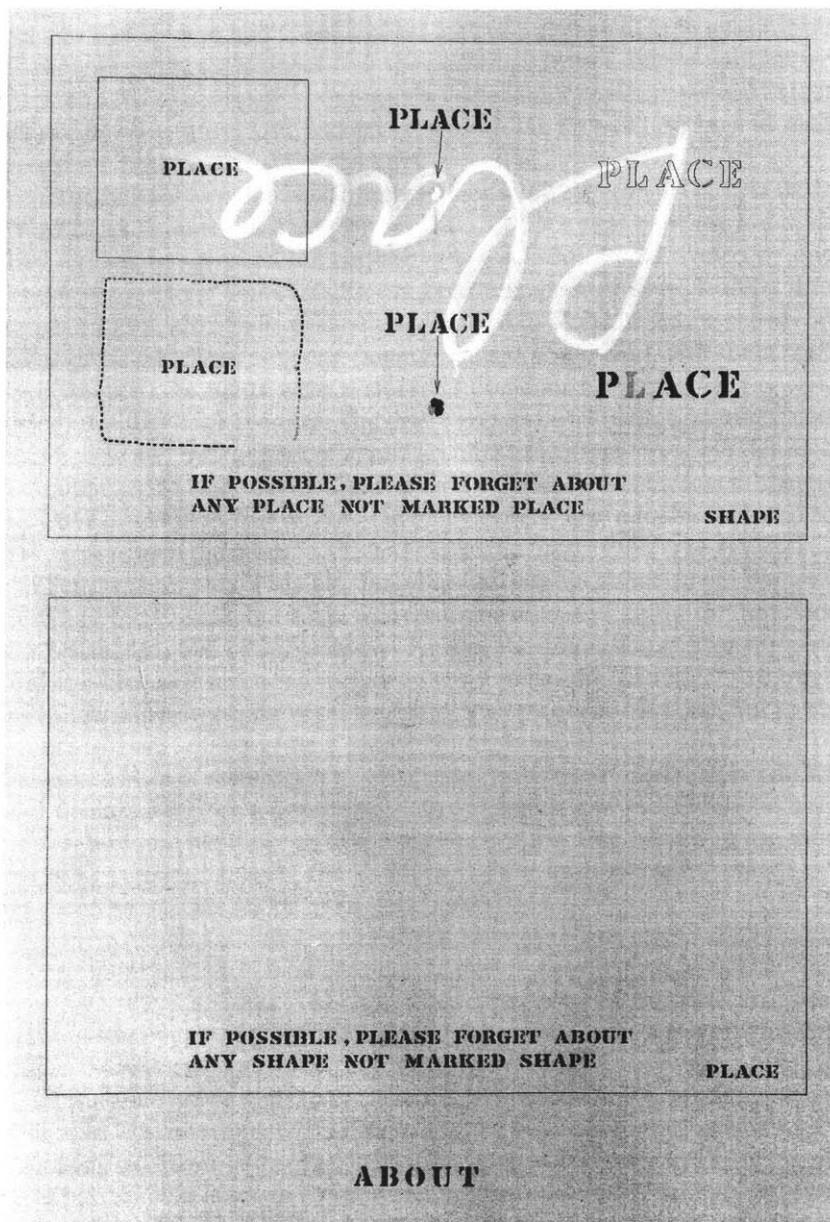 PLACE
PLACE
PLACE
Place
PLACE
PLACE
PLACE
IF POSSIBLE, PLEASE FORGET ABOUT
ANY PLACE NOT MARKED PLACE
SHAPE
IF POSSIBLE, PLEASE FORGET ABOUT
ANY SHAPE NOT MARKED SHAPE
PLACE
ABOUT